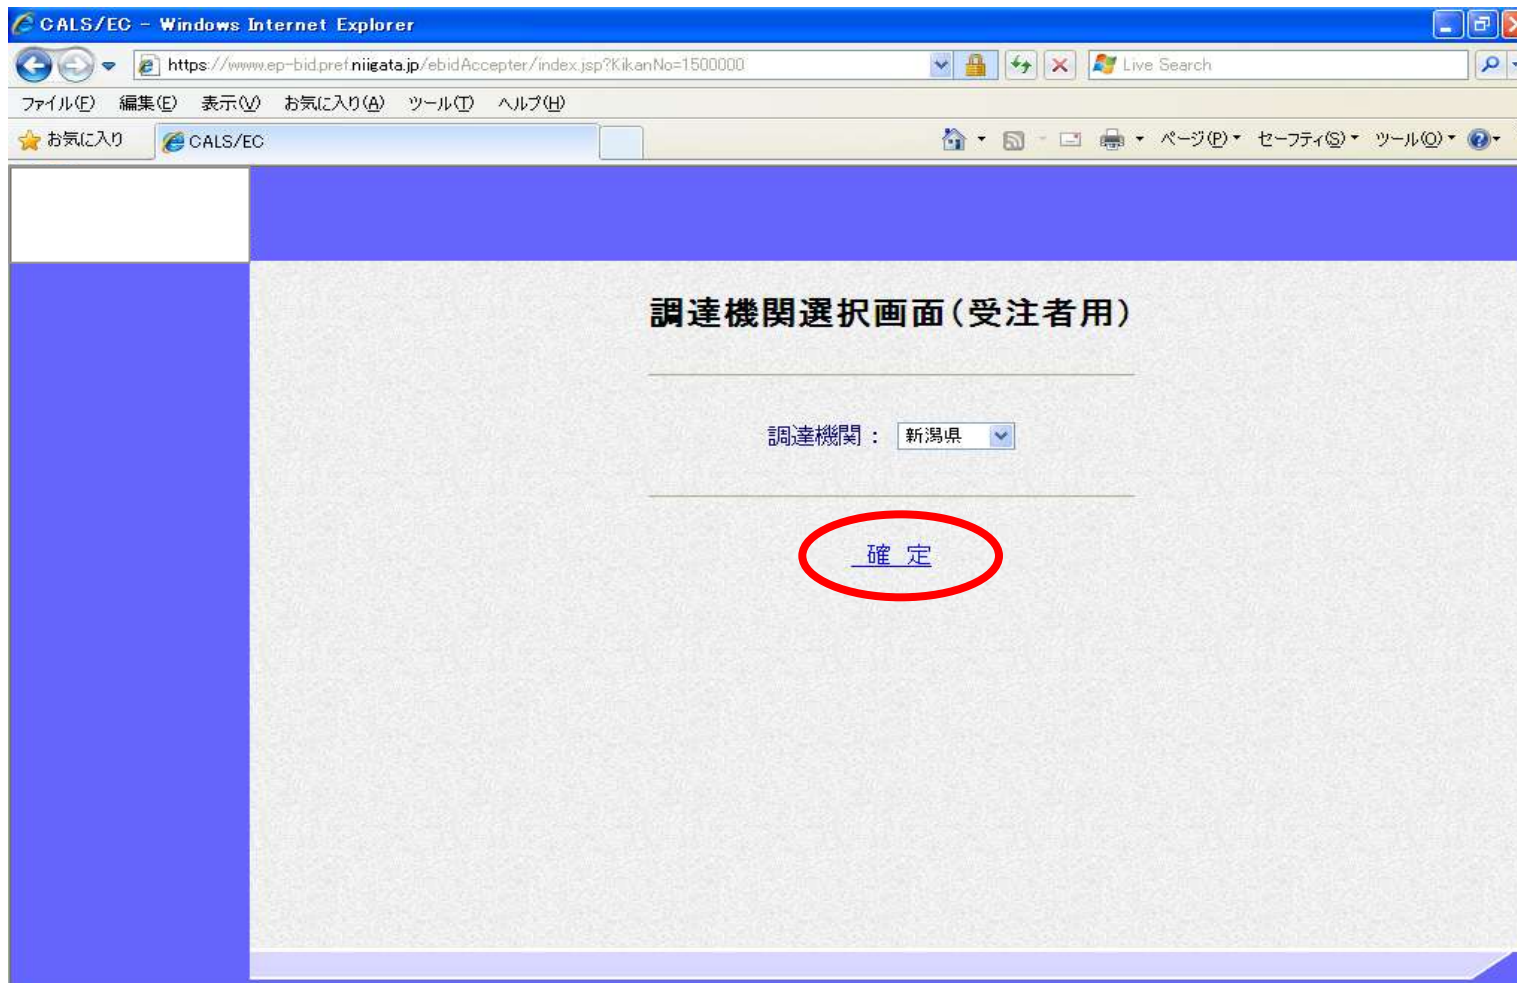 CALS/EC - Windows Internet Explorer
https://www.ep-bid.pref.niigata.jp/ebidAccepter/index.jsp?KikanNo=1500000
Live Search
ファイル(F) 編集(E) 表示(V) お気に入り(A) ツール(T) ヘルプ(H)
お気に入り CALS/EC ページ(P) セーフティ(S) ツール(O)
調達機関選択画面(受注者用)
調達機関： 新潟県
確 定